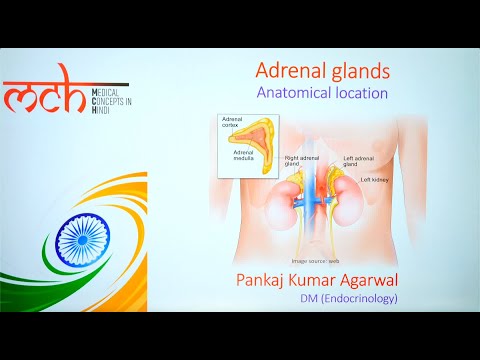 mch
MEDICAL
CONCEPTS IN
HINDI
Adrenal glands
Anatomical location
Adrenal
cortex
Adrenal
medulla
Right adrenal
gland
Left adrenal
gland
Left kidney
Image source: web
Pankaj Kumar Agarwal
DM (Endocrinology)